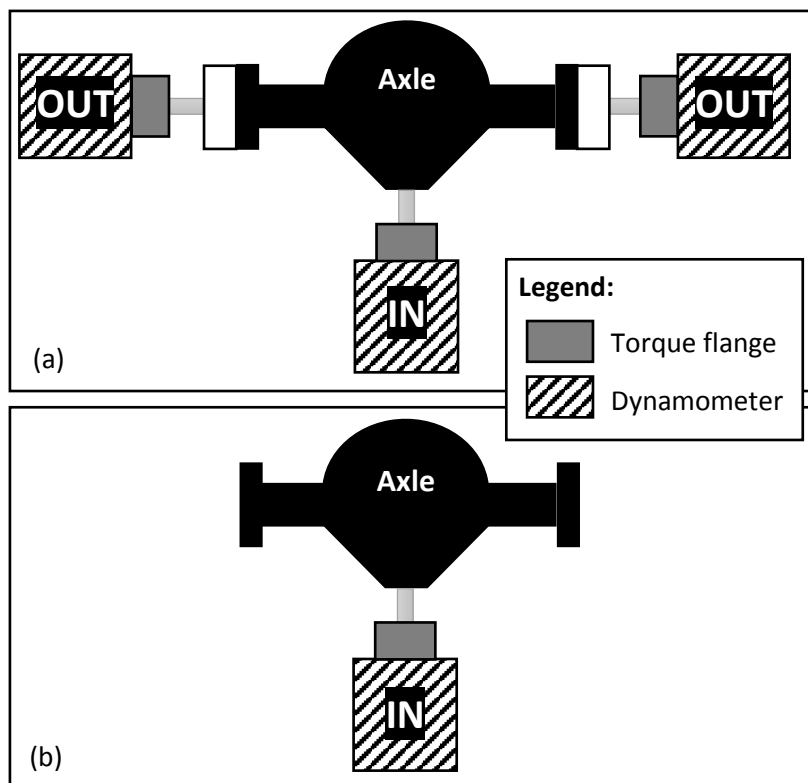 Axle
OUT
OUT
IN
(a)
Legend:
Torque flange
Dynamometer
Axle
IN
(b)